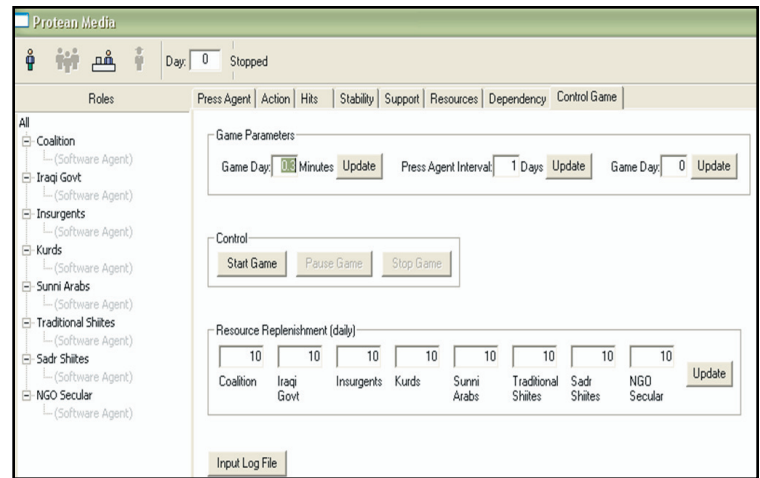 Protean Media
Day: 0 Stopped
Roles
Press Agent Action Hits Stability Support Resources Dependency Control Game
All
Coalition
(Software Agent)
Iraqi Govt
(Software Agent)
Insurgents
(Software Agent)
Kurds
(Software Agent)
Sunni Arabs
(Software Agent)
Traditional Shiites
(Software Agent)
Sadr Shiites
(Software Agent)
NGO Secular
(Software Agent)
Game Parameters
Game Day: 0.3 Minutes Update Press Agent Interval: 1 Days Update Game Day: 0 Update
Control
Start Game Pause Game Stop Game
Resource Replenishment (daily)
10 10 10 10 10 10 10 10
Coalition Iraqi Govt Insurgents Kurds Sunni Arabs Traditional Shiites Sadr Shiites NGO Secular
Update
Input Log File